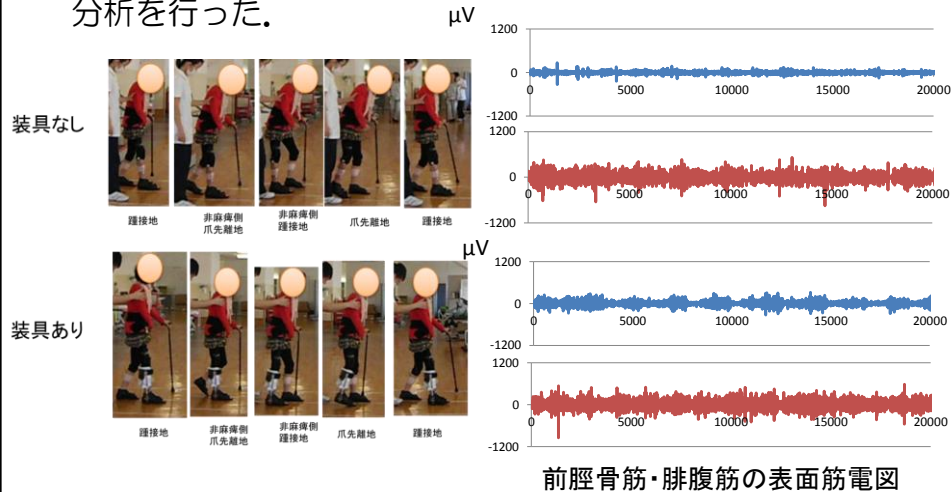 分析を行った.
μV
1200
0
-1200
0
5000
10000
15000
20000
1200
0
-1200
0
5000
10000
15000
20000
装具なし
踵接地
非麻痺側
爪先離地
非麻痺側
踵接地
爪先離地
踵接地
μV
1200
0
-1200
0
5000
10000
15000
20000
1200
0
-1200
0
5000
10000
15000
20000
装具あり
踵接地
非麻痺側
爪先離地
非麻痺側
踵接地
爪先離地
踵接地
前脛骨筋・腓腹筋の表面筋電図